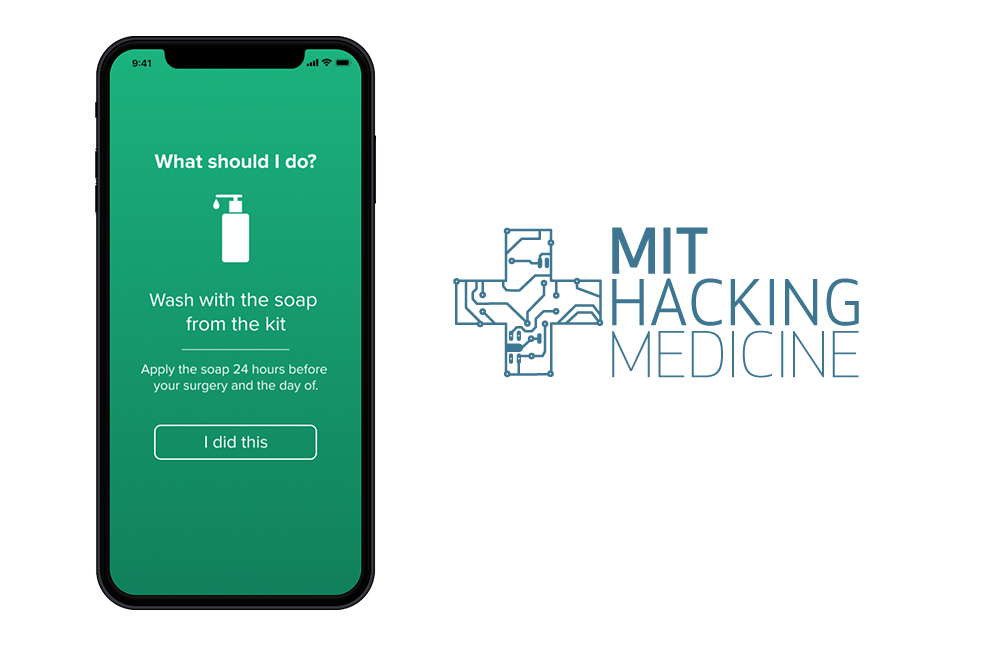 9:41
What should I do?
Wash with the soap
from the kit
Apply the soap 24 hours before
your surgery and the day of.
I did this
MIT
HACKING
MEDICINE